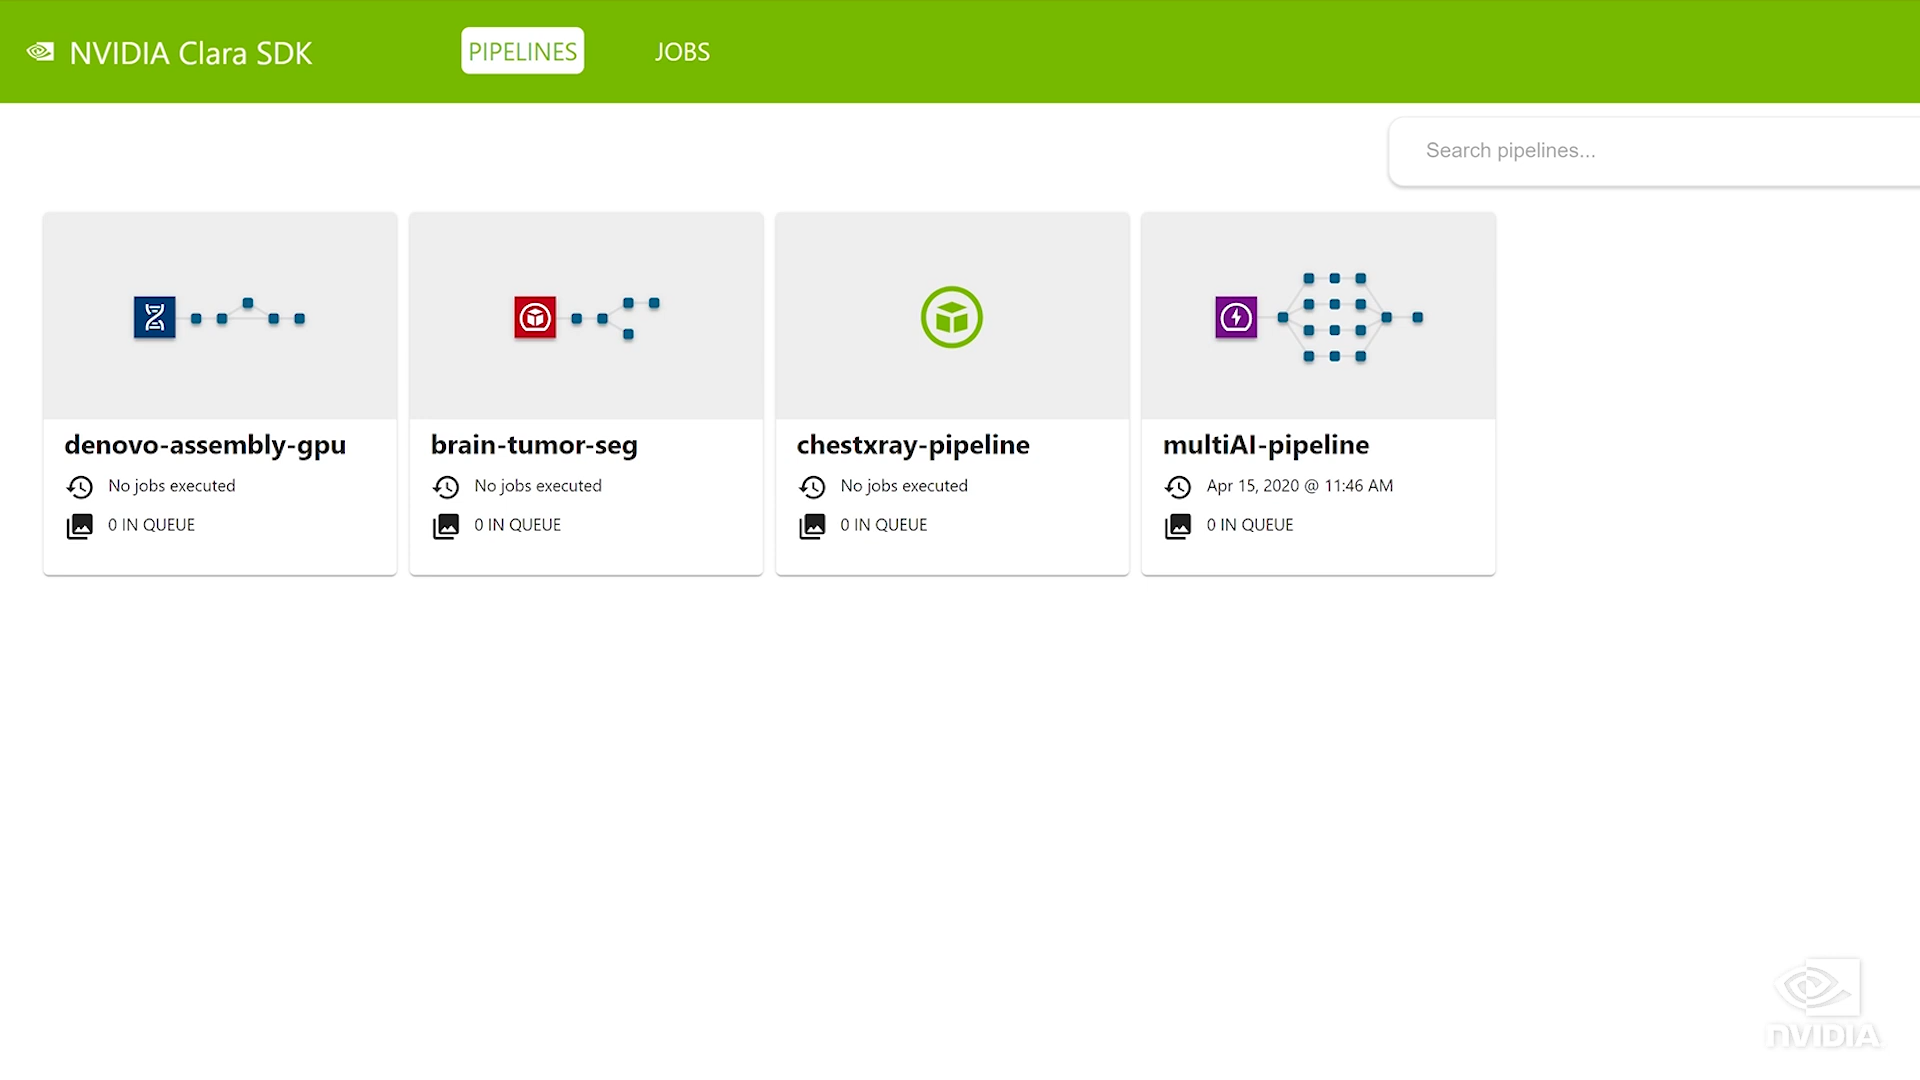 NVIDIA Clara SDK
PIPELINES
JOBS
Search pipelines...
denovo-assembly-gpu
No jobs executed
0 IN QUEUE
brain-tumor-seg
No jobs executed
0 IN QUEUE
chestxray-pipeline
No jobs executed
0 IN QUEUE
multiAI-pipeline
Apr 15, 2020 @ 11:46 AM
0 IN QUEUE
NVIDIA